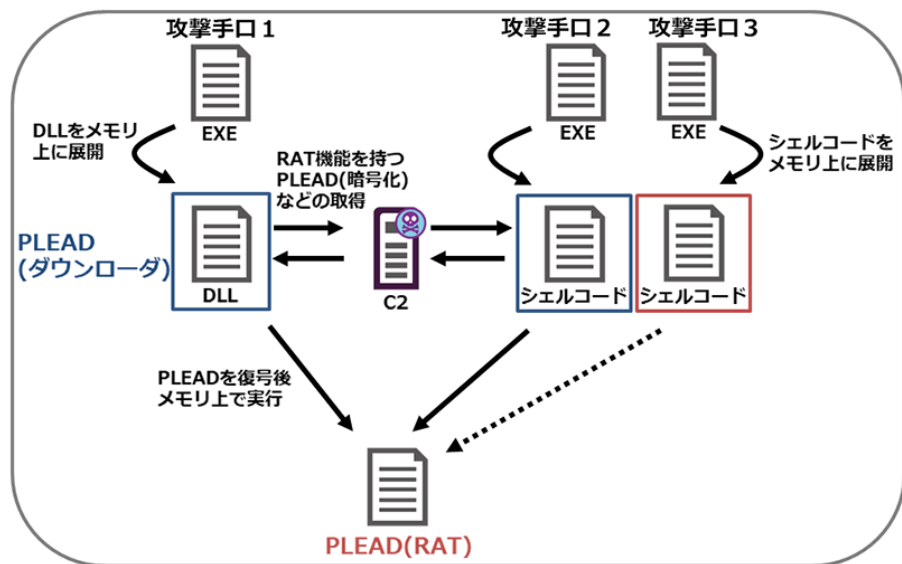 攻撃手口1
攻撃手口2
攻撃手口3
EXE
EXE
EXE
DLLをメモリ
上に展開
シェルコードを
メモリ上に展開
RAT機能を持つ
PLEAD(暗号化)
などの取得
PLEAD
(ダウンローダ)
DLL
C2
シェルコード
シェルコード
PLEADを復号後
メモリ上で実行
PLEAD(RAT)